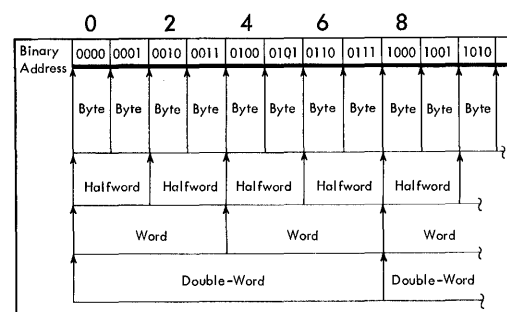 0 2 4 6 8
Binary Address 0000 0001 0010 0011 0100 0101 0110 0111 1000 1001 1010
Byte Byte Byte Byte Byte Byte Byte Byte Byte Byte Byte
Halfword Halfword Halfword Halfword Halfword
Word Word Word
Double-Word Double-Word